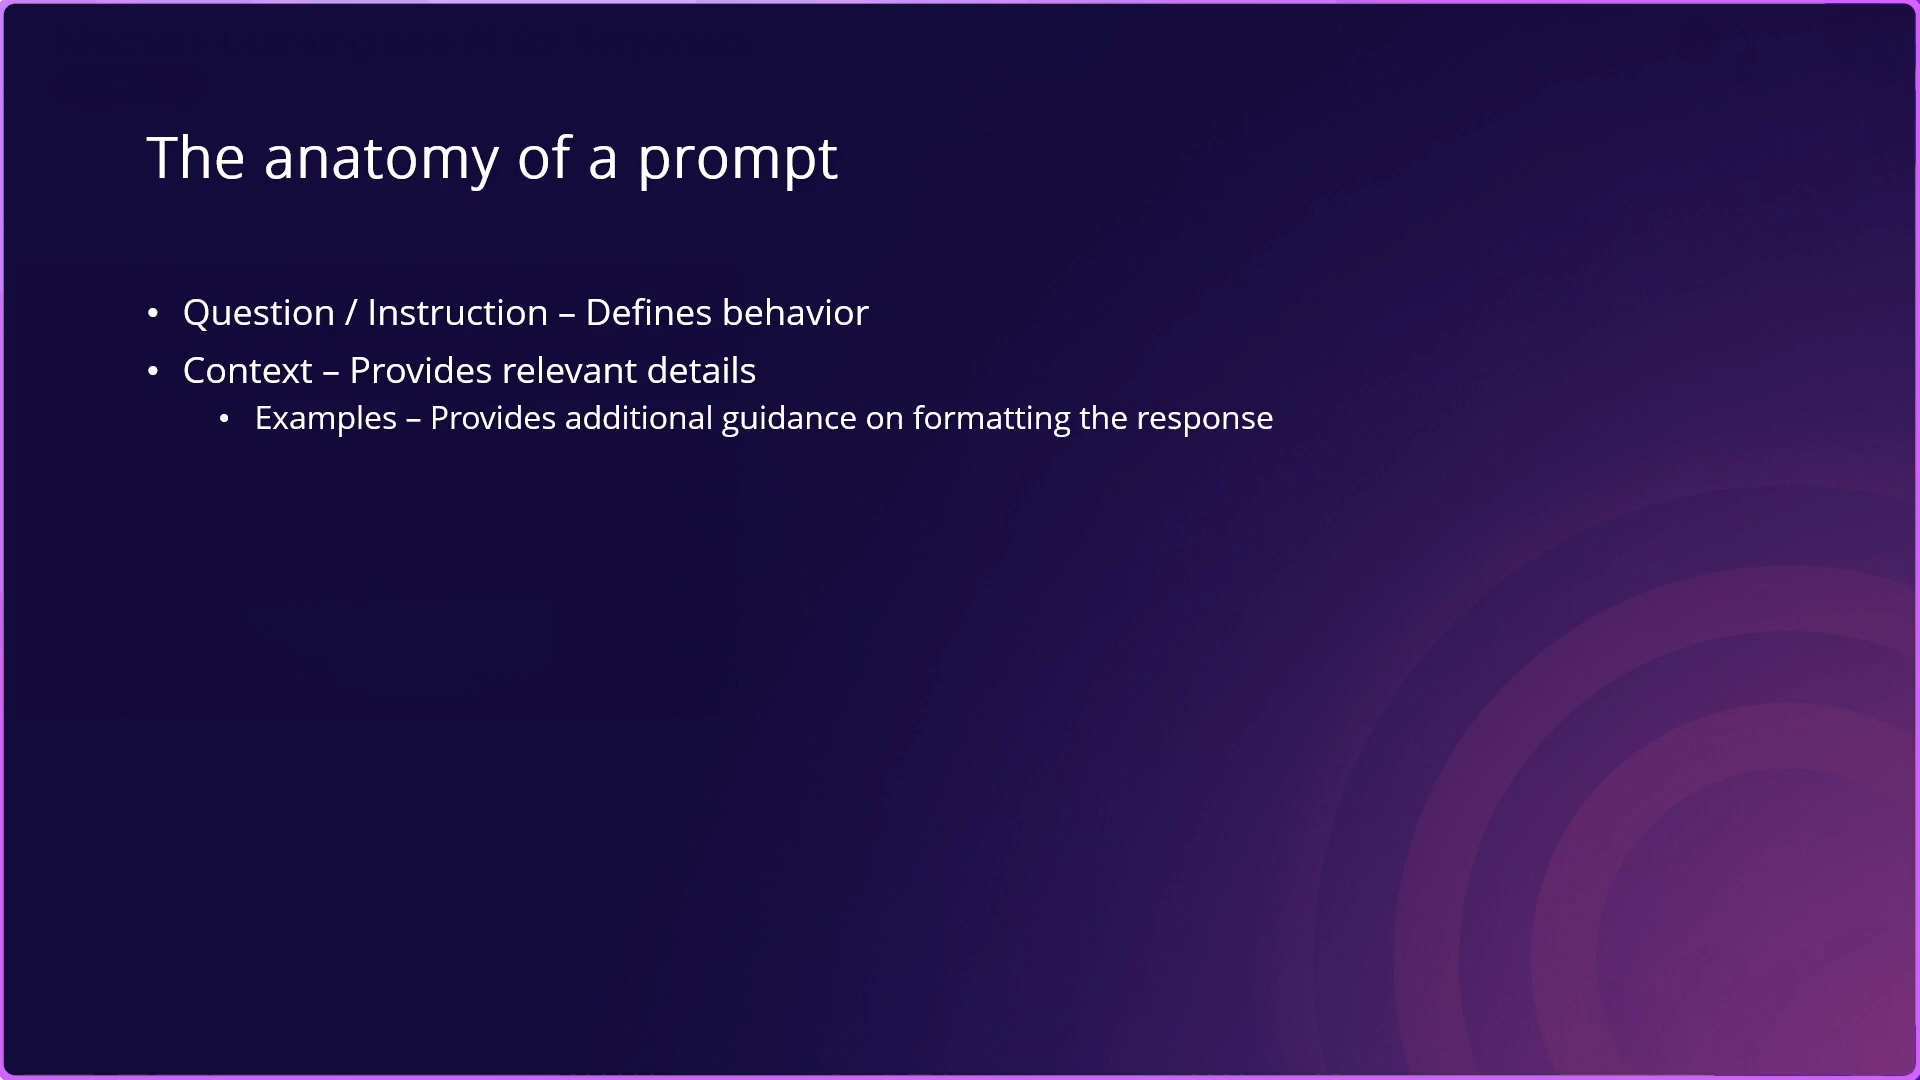 The anatomy of a prompt
• Question / Instruction – Defines behavior
• Context – Provides relevant details
• Examples – Provides additional guidance on formatting the response